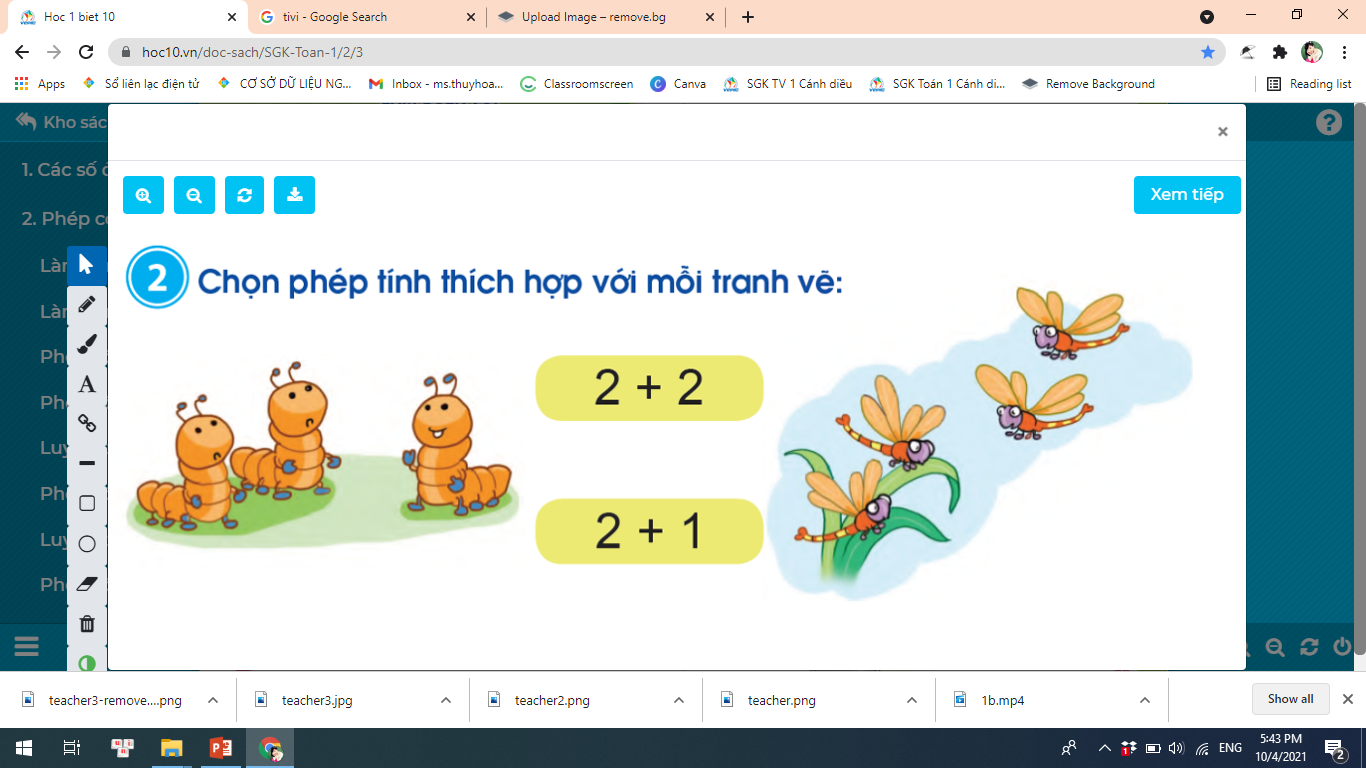 Hoc 1 biet 10
tivi - Google Search
Upload Image – remove.bg
hoc10.vn/doc-sach/SGK-Toan-1/2/3
Apps
Sổ liên lạc điện tử
CƠ SỞ DỮ LIỆU NG...
Inbox - ms.thuyhoa...
Classroomscreen
Canva
SGK TV 1 Cánh diều
SGK Toán 1 Cánh di...
Remove Background
Reading list
Kho sác
1. Các số
2. Phép c
Xem tiếp
2 Chọn phép tính thích hợp với mỗi tranh vẽ:
2 + 2
2 + 1
A
teacher3-remove....png
teacher3.jpg
teacher2.png
teacher.png
1b.mp4
Show all
ENG
5:43 PM
10/4/2021
2